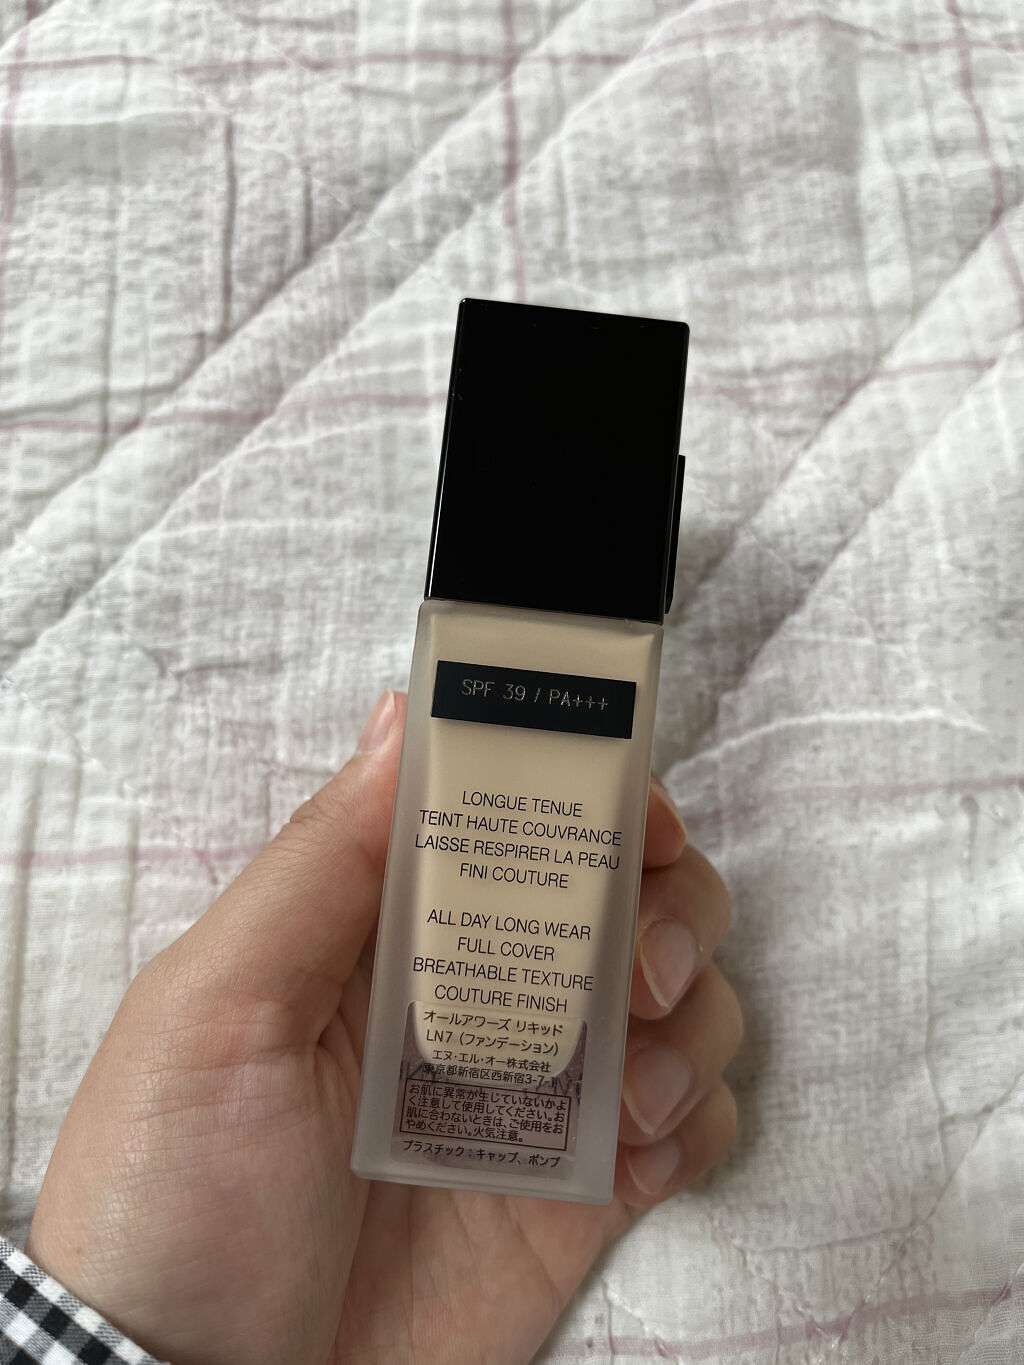 SPF 39 / PA+++
LONGUE TENUE
TEINT HAUTE COUVRANCE
LAISSE RESPIRER LA PEAU
FINI COUTURE
ALL DAY LONG WEAR
FULL COVER
BREATHABLE TEXTURE
COUTURE FINISH
オールアワーズ リキッド
LN7（ファンデーション）
エヌ・エル・オー株式会社
東京都新宿区西新宿3-7-1
お肌に異常が生じていないかよ
く注意して使用してください。お
肌に合わないときは、ご使用をお
やめください。火気注意。
プラスチック：キャップ、ポンプ